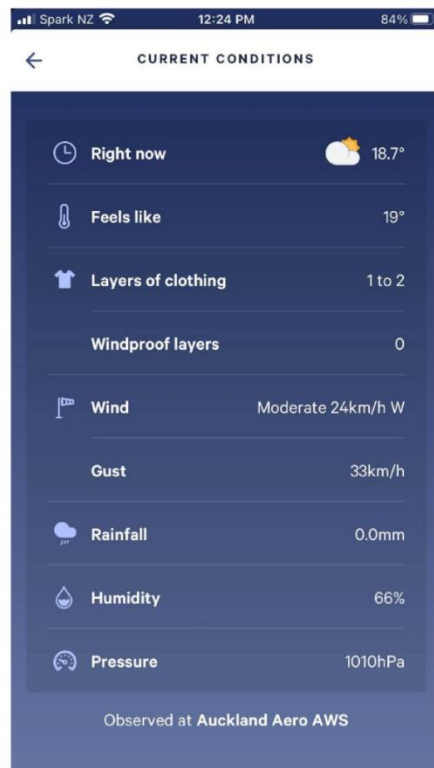 Spark NZ 12:24 PM 84%
CURRENT CONDITIONS
Right now 18.7°
Feels like 19°
Layers of clothing 1 to 2
Windproof layers 0
Wind Moderate 24km/h W
Gust 33km/h
Rainfall 0.0mm
Humidity 66%
Pressure 1010hPa
Observed at Auckland Aero AWS